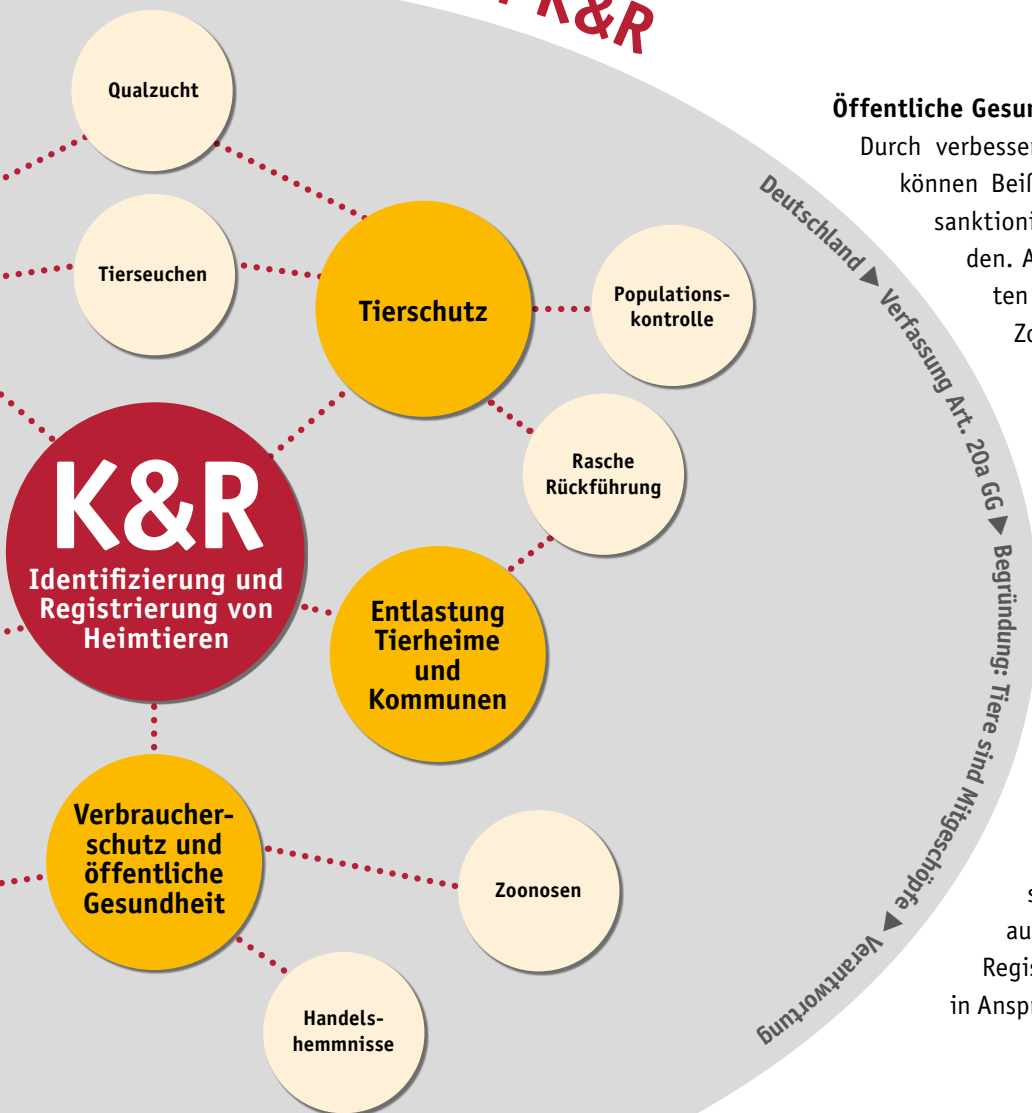 K&R
Qualzucht
Tierseuchen
Tierschutz
Populations-
kontrolle
Rasche
Rückführung
K&R
Identifizierung und
Registrierung von
Heimtieren
Entlastung
Tierheime
und
Kommunen
Verbraucher-
schutz und
öffentliche
Gesundheit
Zoonosen
Handels-
hemmnisse
Deutschland ▶ Verfassung Art. 20a GG ▶ Begründung: Tiere sind Mitgeschöpfe ▶ Verantwortung
Öffentliche Gesun
Durch verbesser
können Beiß
sanktioni
den. A
ten
Zo
s
au
Regis
in Anspr